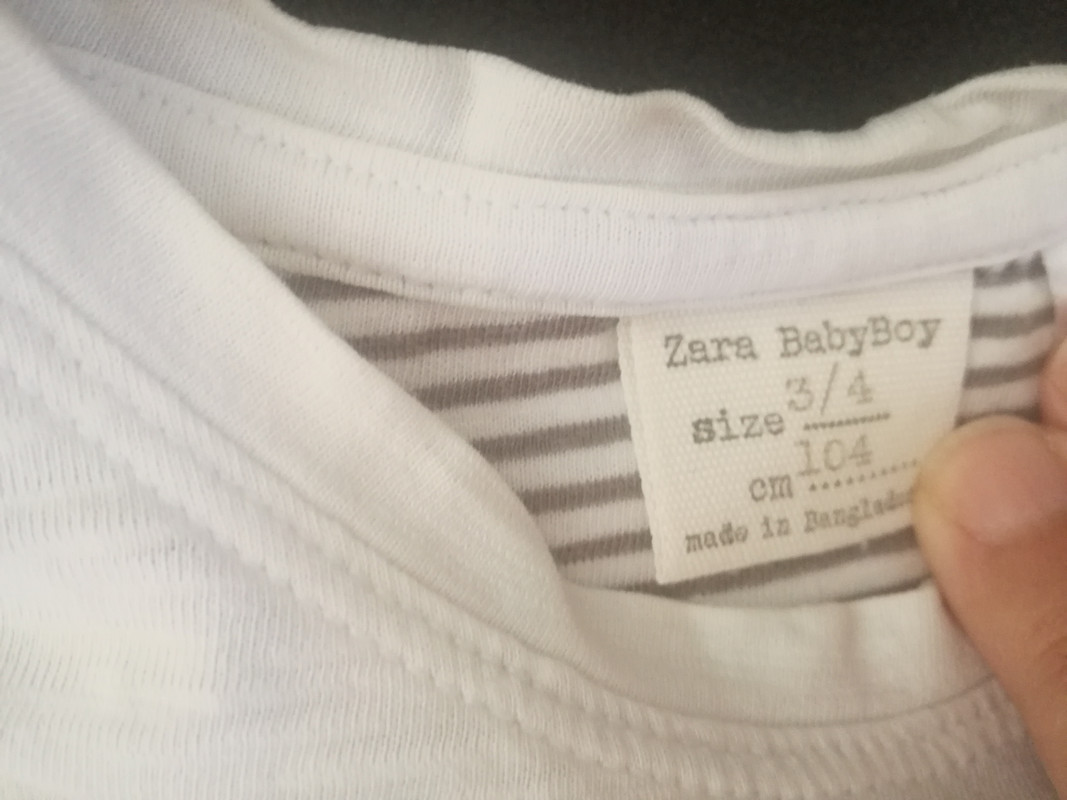 Zara BabyBoy
size 3/4
cm 104
made in